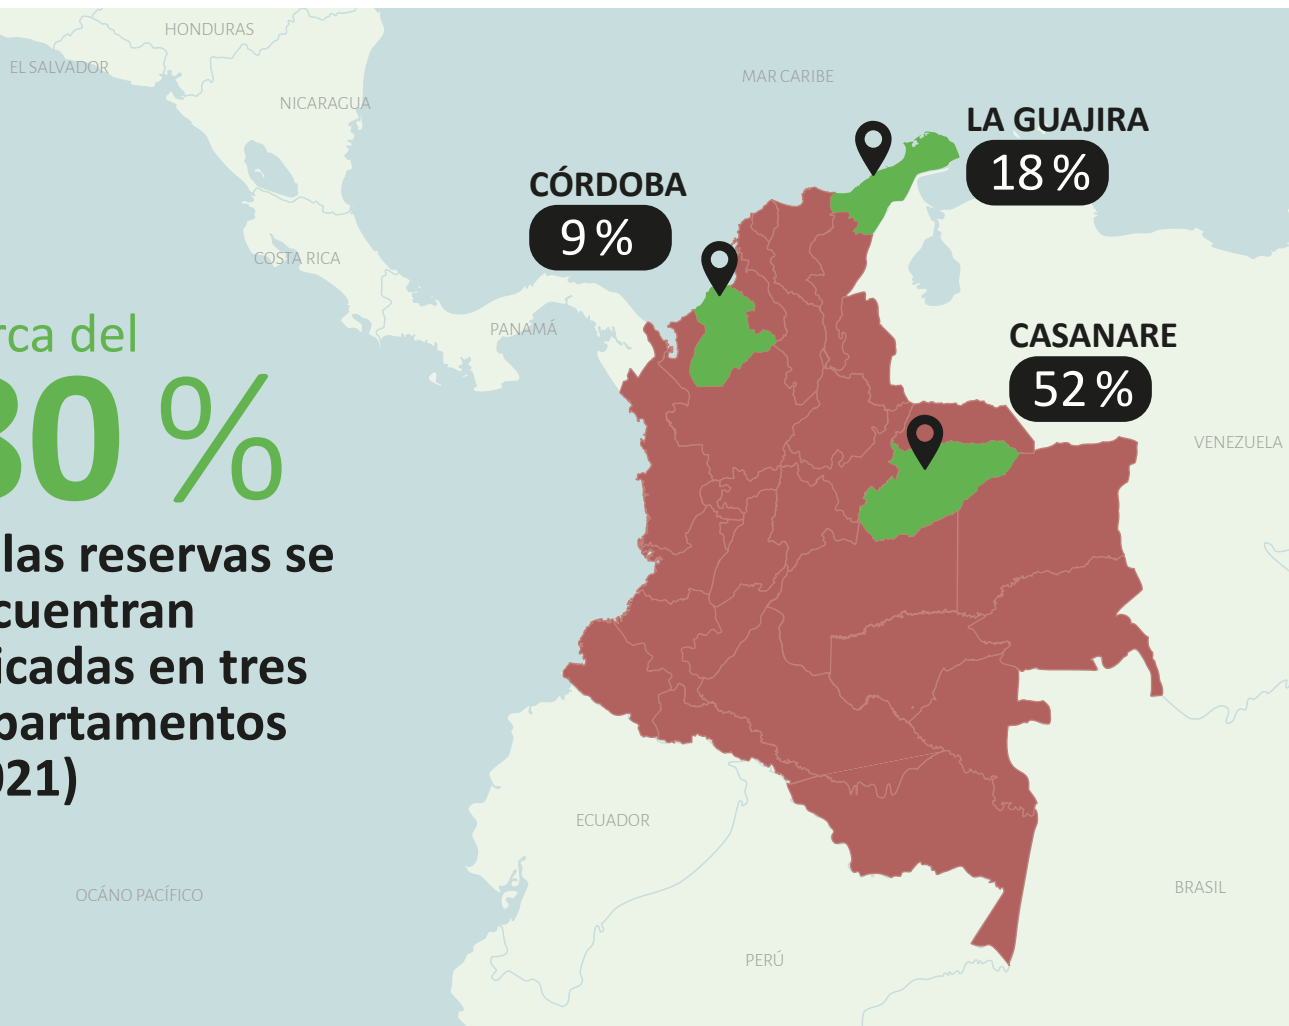 HONDURAS
EL SALVADOR
MAR CARIBE
NICARAGUA
LA GUAJIRA
18 %
CÓRDOBA
9 %
COSTA RICA
PANAMÁ
CASANARE
52 %
VENEZUELA
rca del
80 %
las reservas se
cuentran
icadas en tres
partamentos
021)
ECUADOR
OCÁNO PACÍFICO
PERÚ
BRASIL